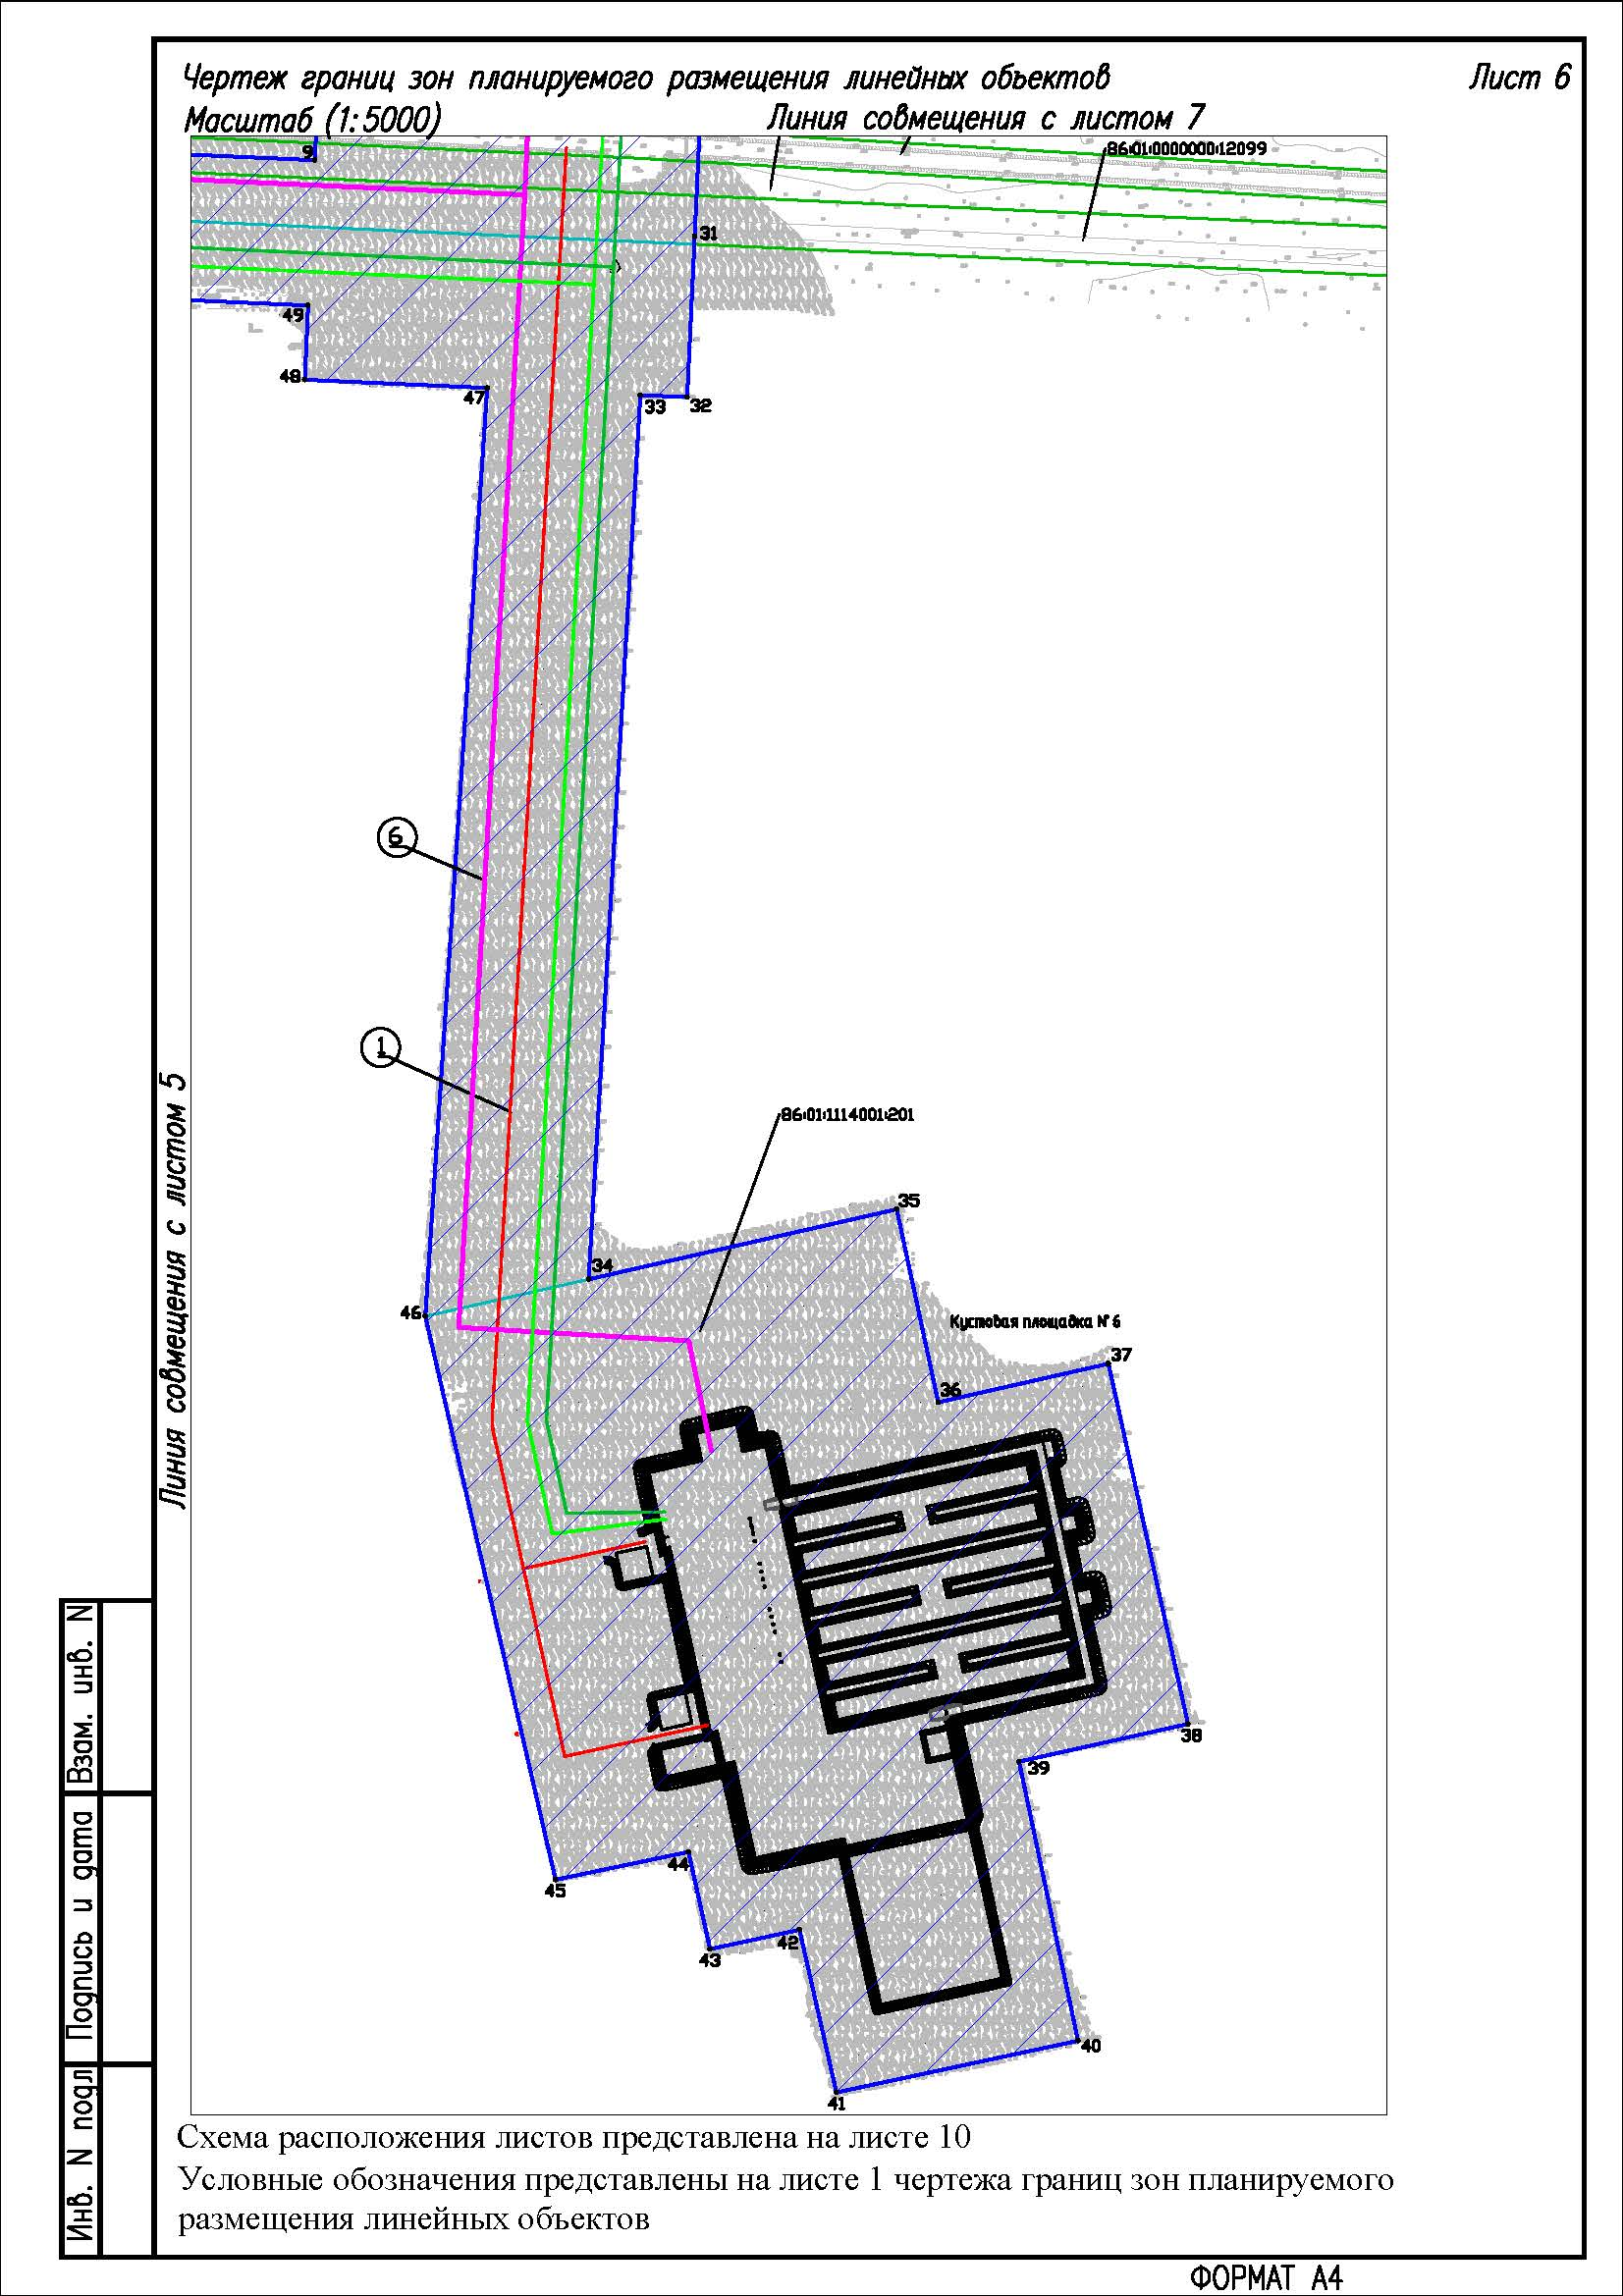 Чертеж границ зон планируемого размещения линейных объектов
Лист 6
Масштаб (1:5000)
Линия совмещения с листом 7
9
86:01:0000000:12099
31
49
48
47
33
32
6
1
86:01:1114001:201
Линия совмещения с листом 5
35
34
46
Кустовая площадка N°6
37
36
38
39
44
45
42
43
40
41
Взам. инв. N
Подпись и дата
Инв. N подл
Схема расположения листов представлена на листе 10
Условные обозначения представлены на листе 1 чертежа границ зон планируемого
размещения линейных объектов
ФОРМАТ А4